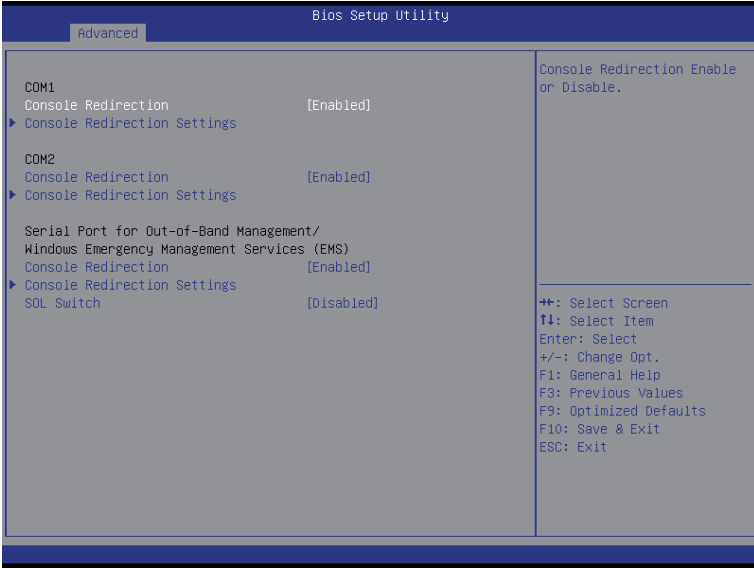 Bios Setup Utility
Advanced
COM1
Console Redirection [Enabled]
Console Redirection Settings
COM2
Console Redirection [Enabled]
Console Redirection Settings
Serial Port for Out-of-Band Management/
Windows Emergency Management Services (EMS)
Console Redirection [Enabled]
Console Redirection Settings
SOL Switch [Disabled]
Console Redirection Enable
or Disable.
→←: Select Screen
↑↓: Select Item
Enter: Select
+/-: Change Opt.
F1: General Help
F3: Previous Values
F9: Optimized Defaults
F10: Save & Exit
ESC: Exit